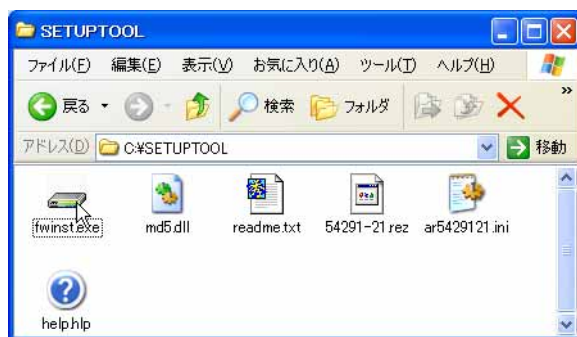 SETUPTOOL
ファイル(F) 編集(E) 表示(V) お気に入り(A) ツール(T) ヘルプ(H)
戻る 検索 フォルダ »
アドレス(D) C:¥SETUPTOOL 移動
fwinst.exe md5.dll readme.txt 54291-21.rez ar5429121.ini
help.hlp